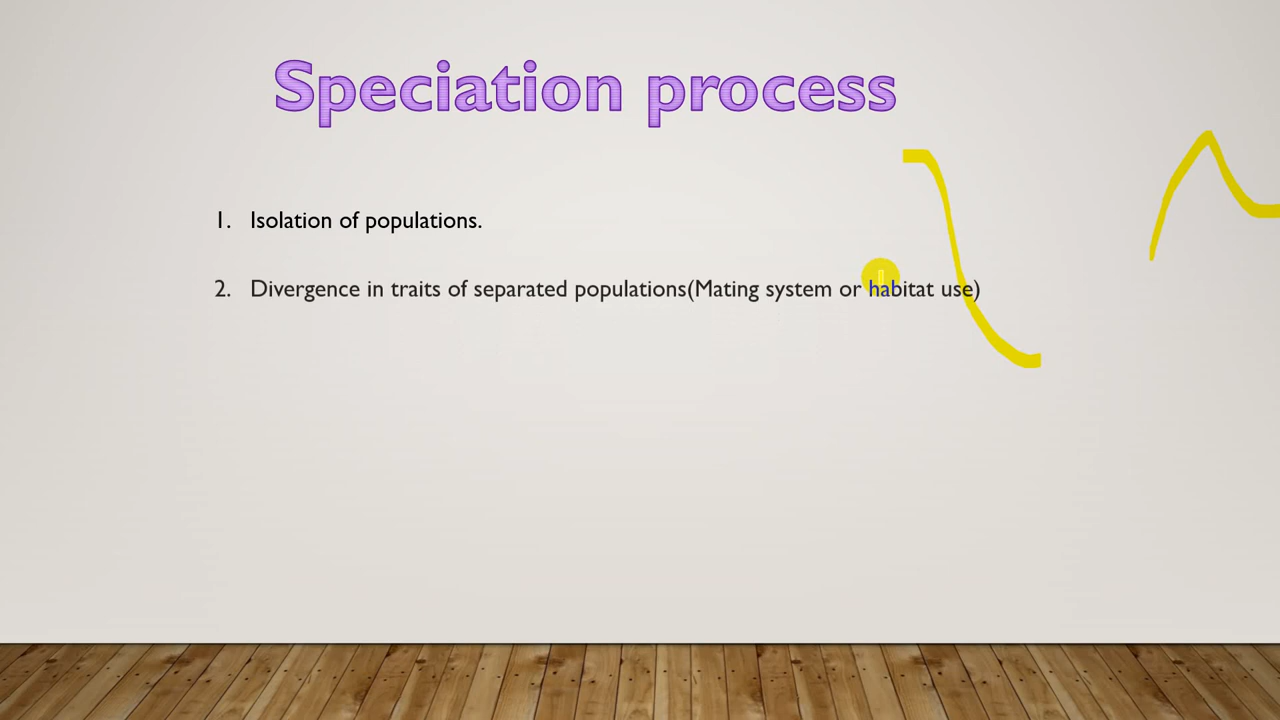 Speciation process
1. Isolation of populations.
2. Divergence in traits of separated populations(Mating system or habitat use)